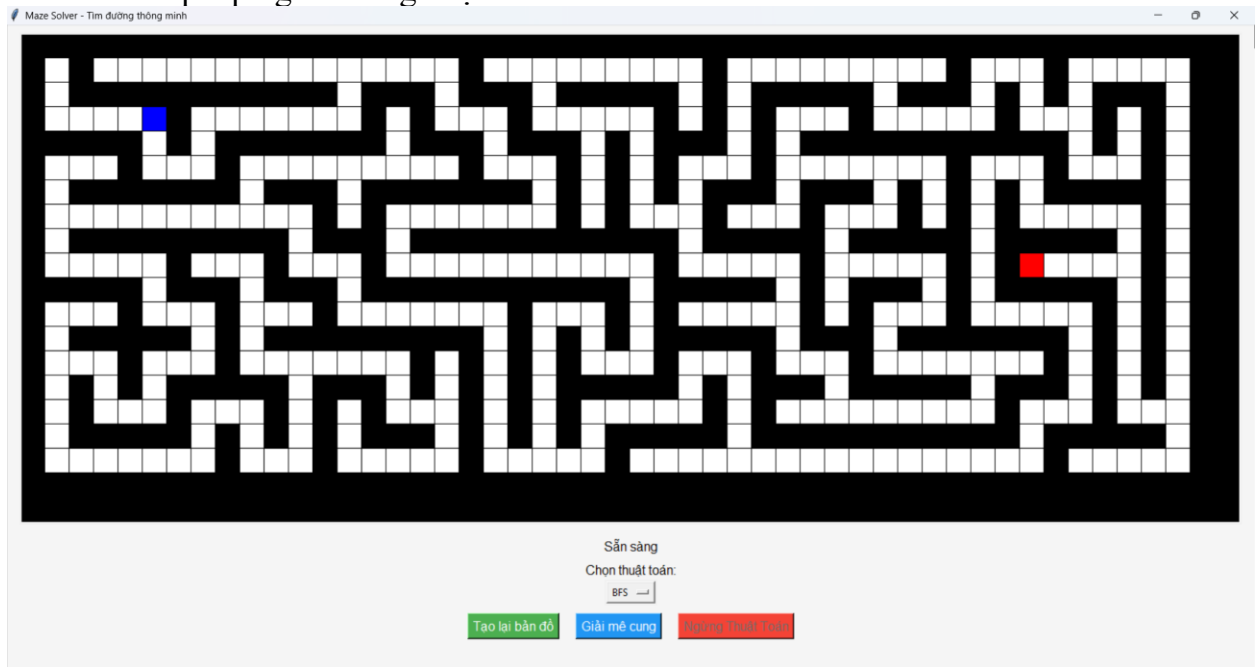 Maze Solver - Tìm đường thông minh
Sẵn sàng
Chọn thuật toán:
BFS
Tạo lại bản đồ
Giải mê cung
Ngừng Thuật Toán